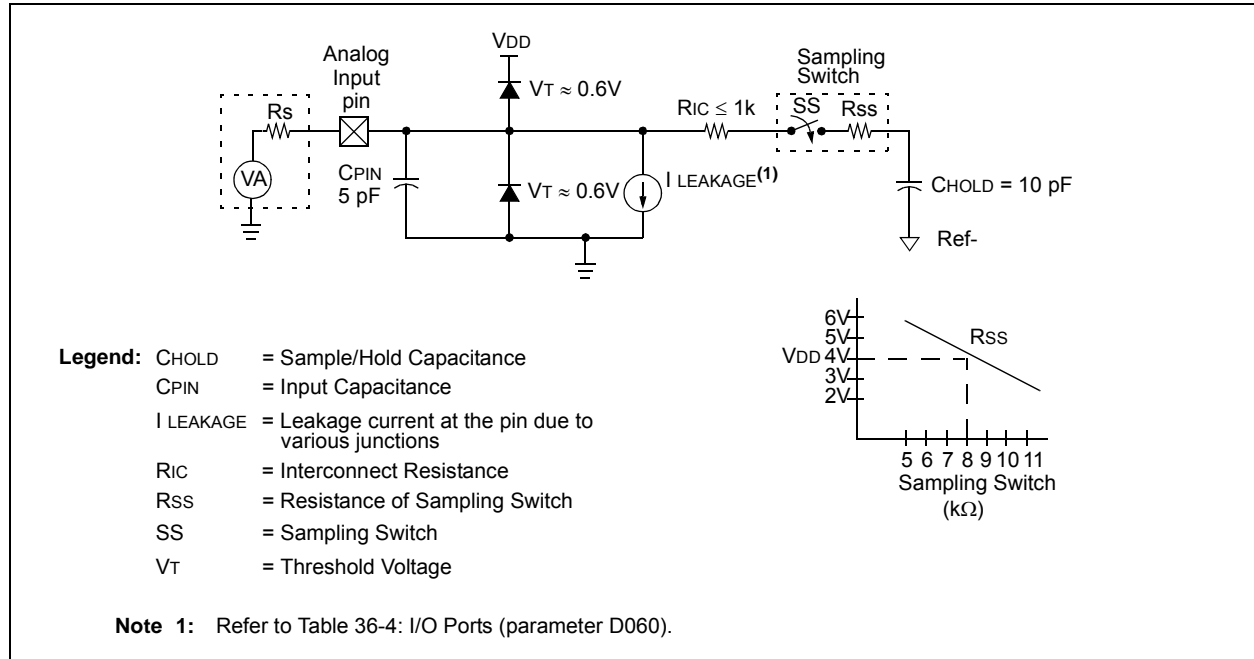 VDD
Analog
Input
pin
Sampling
Switch
VT ≈ 0.6V
Rs
RIC ≤ 1k
SS
Rss
VA
CPIN
5 pF
VT ≈ 0.6V
I LEAKAGE(1)
CHOLD = 10 pF
Ref-
6V
5V
VDD 4V
3V
2V
RSS
5 6 7 8 9 10 11
Sampling Switch
(kΩ)
Legend: CHOLD = Sample/Hold Capacitance
CPIN = Input Capacitance
I LEAKAGE = Leakage current at the pin due to
various junctions
RIC = Interconnect Resistance
RSS = Resistance of Sampling Switch
SS = Sampling Switch
VT = Threshold Voltage
Note 1: Refer to Table 36-4: I/O Ports (parameter D060).